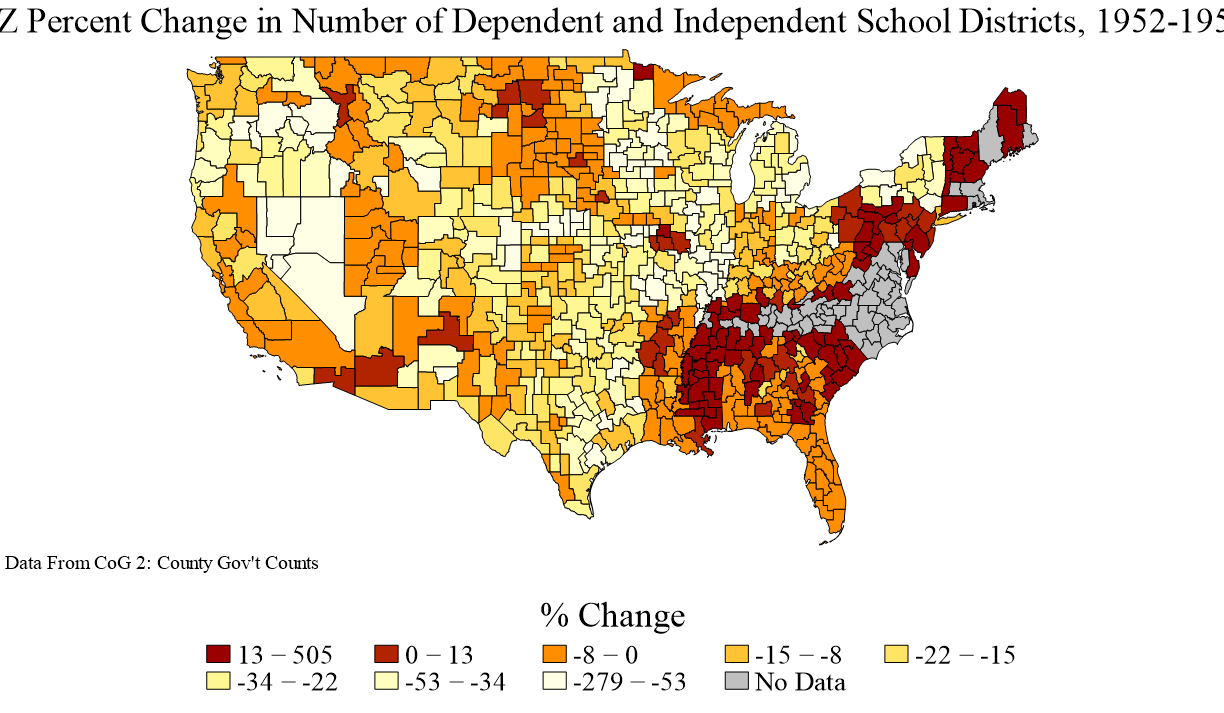 Z Percent Change in Number of Dependent and Independent School Districts, 1952-195
Data From CoG 2: County Gov't Counts
% Change
13 − 505 0 − 13 -8 − 0 -15 − -8 -22 − -15
-34 − -22 -53 − -34 -279 − -53 No Data